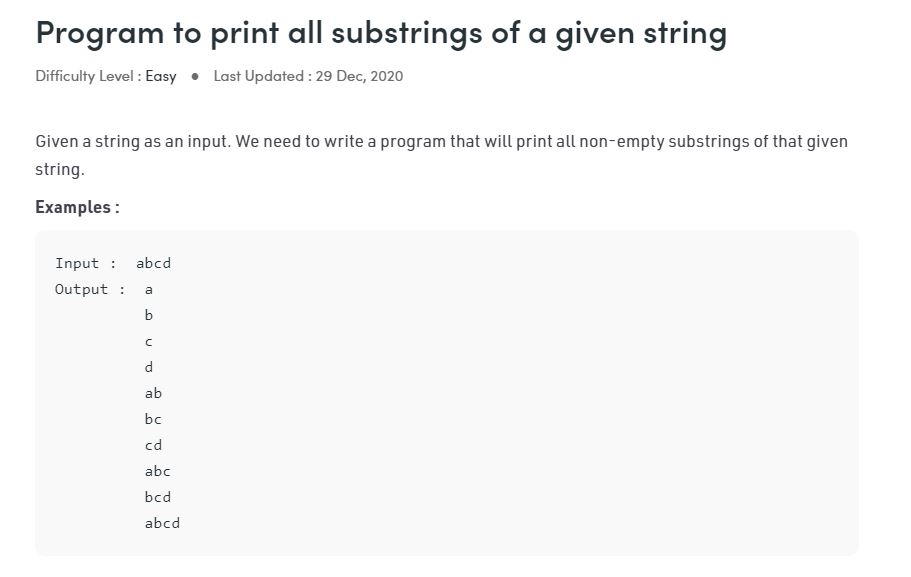 Program to print all substrings of a given string
Difficulty Level : Easy ● Last Updated : 29 Dec, 2020
Given a string as an input. We need to write a program that will print all non-empty substrings of that given
string.
Examples :
Input :  abcd
Output :  a
b
c
d
ab
bc
cd
abc
bcd
abcd